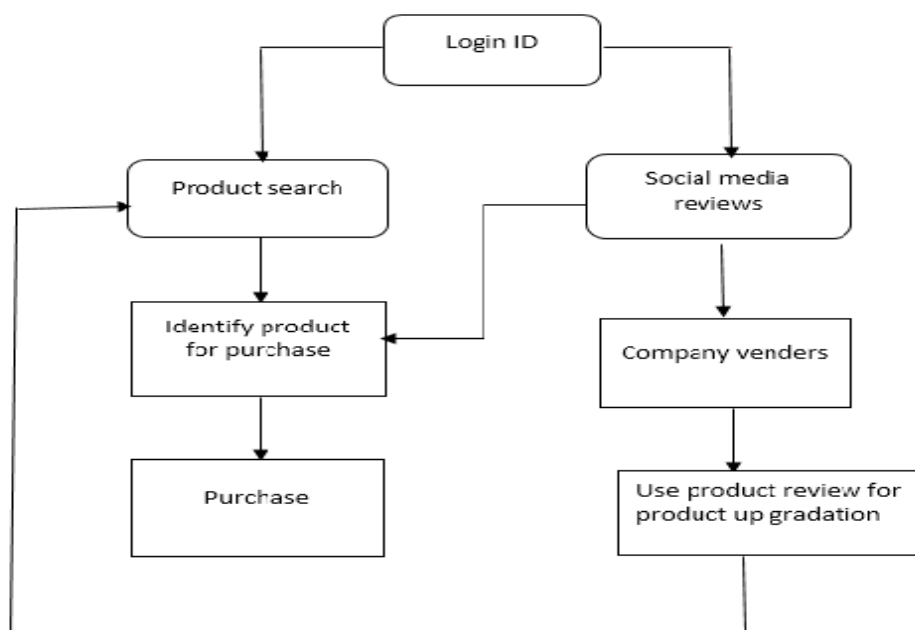 Login ID
Product search
Social media
reviews
Identify product
for purchase
Company venders
Purchase
Use product review for
product up gradation